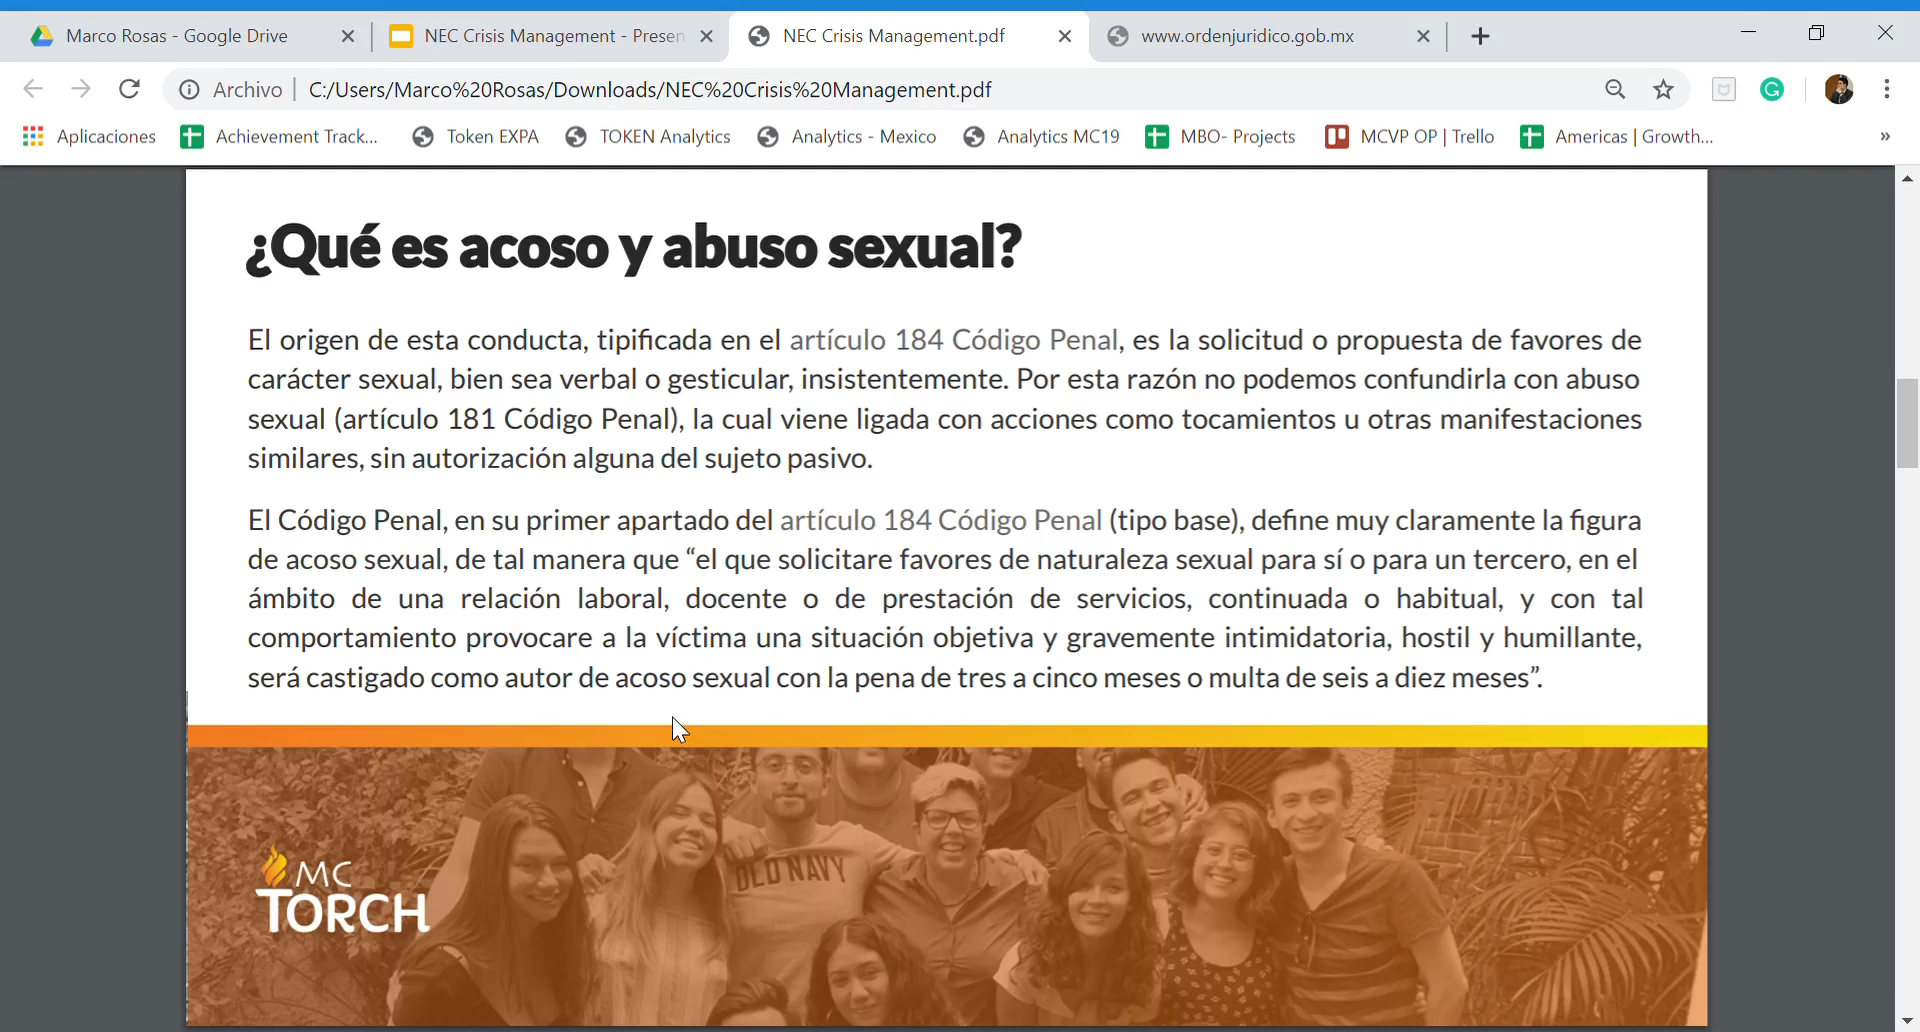 Marco Rosas - Google Drive
NEC Crisis Management - Presen
NEC Crisis Management.pdf
www.ordenjuridico.gob.mx
Archivo
C:/Users/Marco%20Rosas/Downloads/NEC%20Crisis%20Management.pdf
Aplicaciones
Achievement Track...
Token EXPA
TOKEN Analytics
Analytics - Mexico
Analytics MC19
MBO- Projects
MCVP OP | Trello
Americas | Growth...
»
¿Qué es acoso y abuso sexual?
El origen de esta conducta, tipificada en el artículo 184 Código Penal, es la solicitud o propuesta de favores de
carácter sexual, bien sea verbal o gesticular, insistentemente. Por esta razón no podemos confundirla con abuso
sexual (artículo 181 Código Penal), la cual viene ligada con acciones como tocamientos u otras manifestaciones
similares, sin autorización alguna del sujeto pasivo.
El Código Penal, en su primer apartado del artículo 184 Código Penal (tipo base), define muy claramente la figura
de acoso sexual, de tal manera que “el que solicitare favores de naturaleza sexual para sí o para un tercero, en el
ámbito de una relación laboral, docente o de prestación de servicios, continuada o habitual, y con tal
comportamiento provocare a la víctima una situación objetiva y gravemente intimidatoria, hostil y humillante,
será castigado como autor de acoso sexual con la pena de tres a cinco meses o multa de seis a diez meses”.
OLD NAVY
MC
TORCH